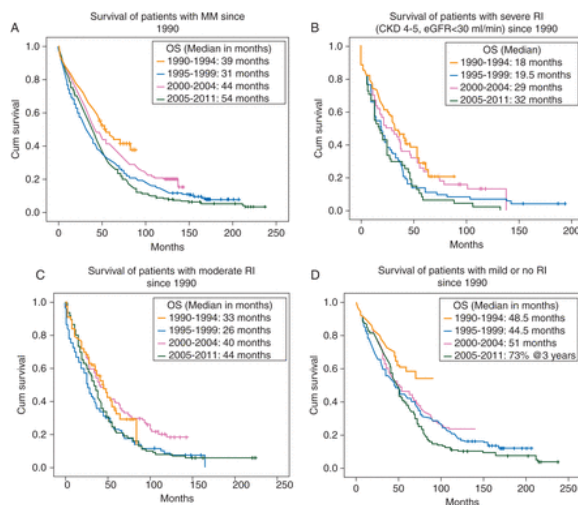 A
Survival of patients with MM since
1990
OS (Median in months)
1990-1994: 39 months
1995-1999: 31 months
2000-2004: 44 months
2005-2011: 54 months
Cum survival
1.0
0.8
0.6
0.4
0.2
0.0
0 50 100 150 200 250
Months
B
Survival of patients with severe RI
(CKD 4-5, eGFR<30 ml/min) since 1990
OS (Median)
1990-1994: 18 months
1995-1999: 19.5 months
2000-2004: 29 months
2005-2011: 32 months
Cum survival
1.0
0.8
0.6
0.4
0.2
0.0
0 50 100 150 200
Months
C
Survival of patients with moderate RI
since 1990
OS (Median in months)
1990-1994: 33 months
1995-1999: 26 months
2000-2004: 40 months
2005-2011: 44 months
Cum survival
1.0
0.8
0.6
0.4
0.2
0.0
0 50 100 150 200 250
Months
D
Survival of patients with mild or no RI
since 1990
OS (Median in months)
1990-1994: 48.5 months
1995-1999: 44.5 months
2000-2004: 51 months
2005-2011: 73% @3 years
Cum survival
1.0
0.8
0.6
0.4
0.2
0.0
0 50 100 150 200 250
Months